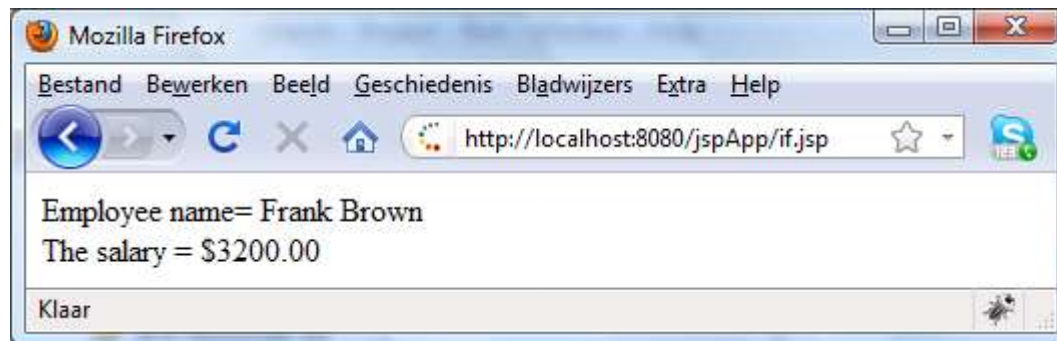 Mozilla Firefox
Bestand Bewerken Beeld Geschiedenis Bladwijzers Extra Help
http://localhost:8080/jspApp/if.jsp
Employee name= Frank Brown
The salary = $3200.00
Klaar